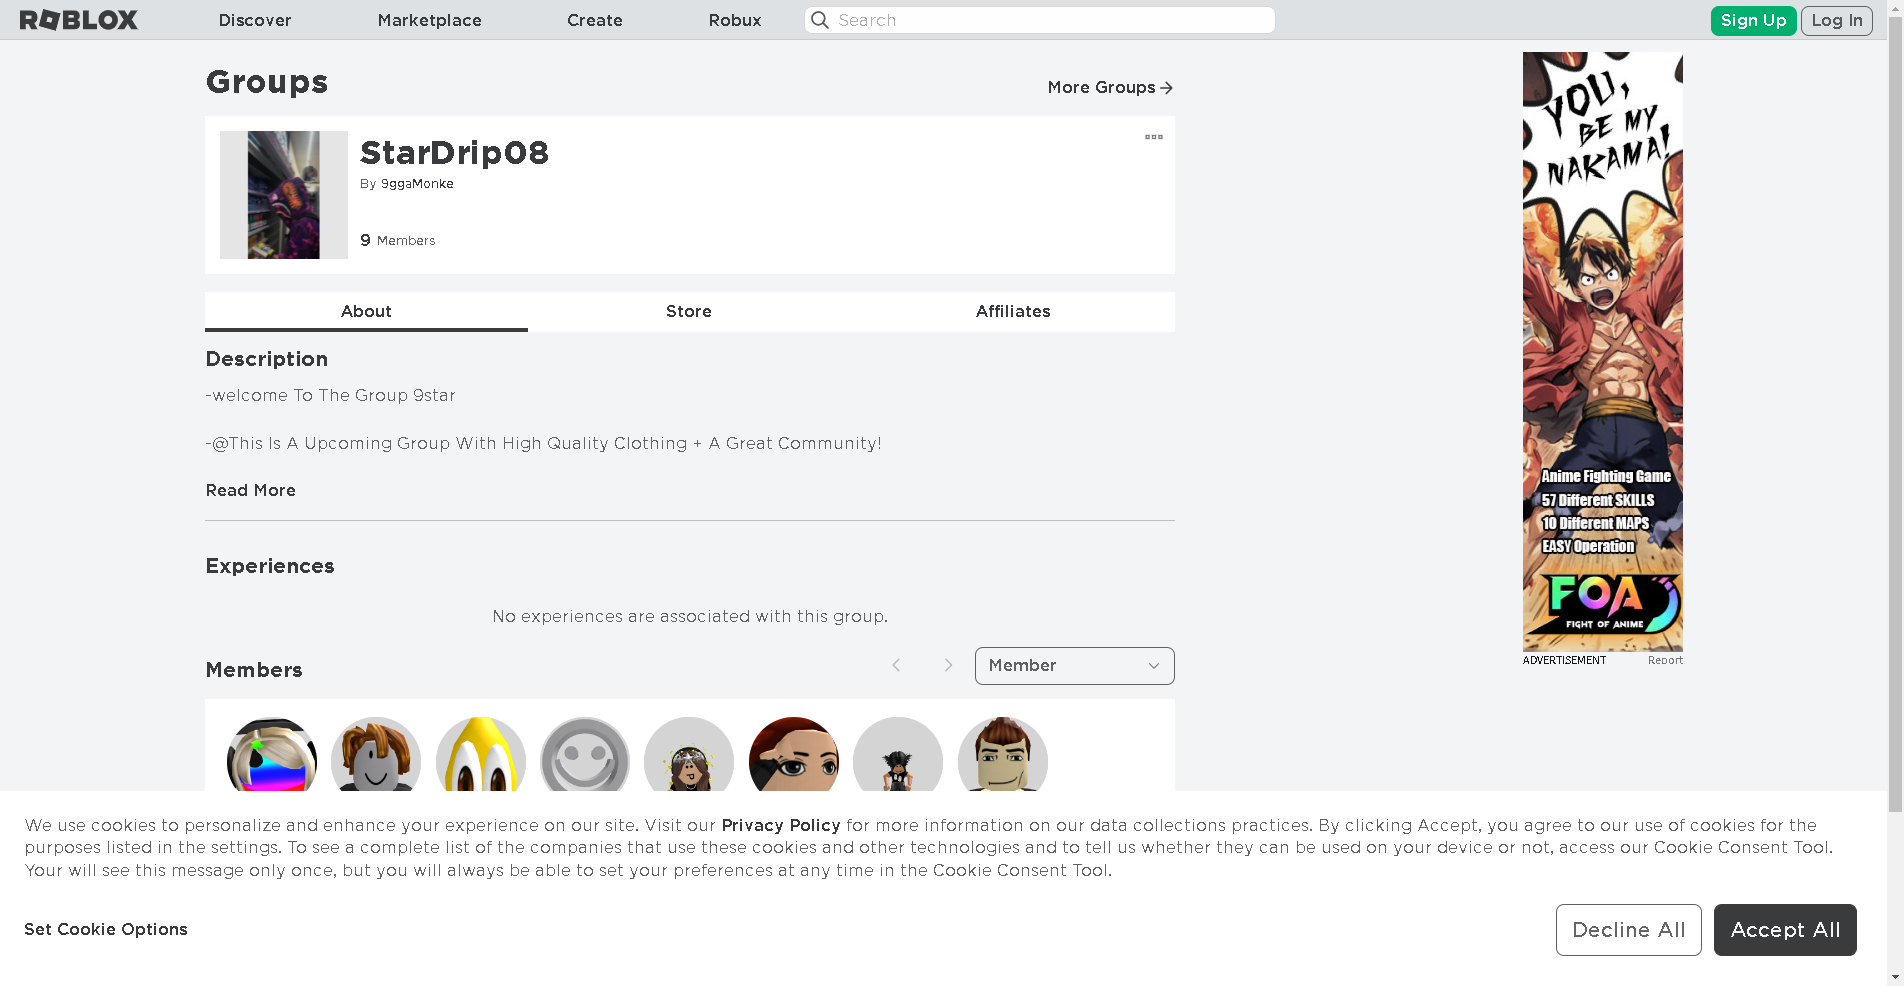 ROBLOX
Discover
Marketplace
Create
Robux
Search
Sign Up
Log In
Groups
More Groups
StarDrip08
By 9ggaMonke
9 Members
About
Store
Affiliates
Description
-welcome To The Group 9star
-@This Is A Upcoming Group With High Quality Clothing + A Great Community!
Read More
Experiences
No experiences are associated with this group.
Members
Member
YOU,
BE MY
NAKAMA!
Anime Fighting Game
57 Different SKILLS
10 Different MAPS
EASY Operation
FOA
FIGHT OF ANIME
ADVERTISEMENT
Report
We use cookies to personalize and enhance your experience on our site. Visit our Privacy Policy for more information on our data collections practices. By clicking Accept, you agree to our use of cookies for the
purposes listed in the settings. To see a complete list of the companies that use these cookies and other technologies and to tell us whether they can be used on your device or not, access our Cookie Consent Tool.
Your will see this message only once, but you will always be able to set your preferences at any time in the Cookie Consent Tool.
Set Cookie Options
Decline All
Accept All